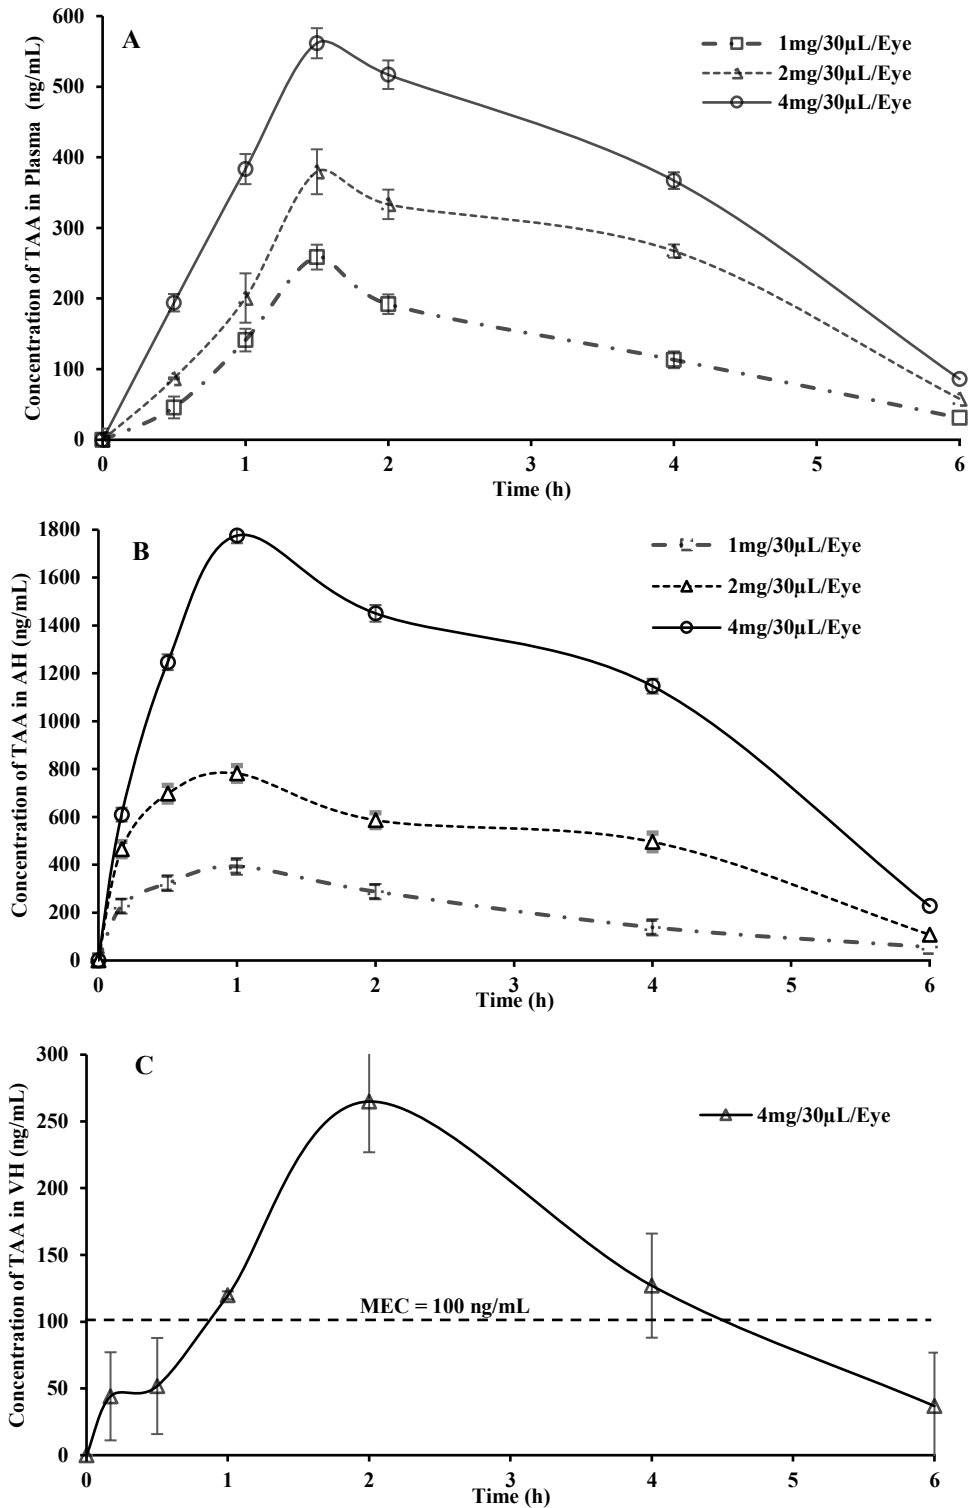 A
Concentration of TAA in Plasma (ng/mL)
600
500
400
300
200
100
0
1mg/30µL/Eye
2mg/30µL/Eye
4mg/30µL/Eye
0 1 2 3 4 5 6
Time (h)
B
Concentration of TAA in AH (ng/mL)
1800
1600
1400
1200
1000
800
600
400
200
0
1mg/30µL/Eye
2mg/30µL/Eye
4mg/30µL/Eye
0 1 2 3 4 5 6
Time (h)
C
Concentration of TAA in VH (ng/mL)
300
250
200
150
100
50
0
4mg/30µL/Eye
MEC = 100 ng/mL
0 1 2 3 4 5 6
Time (h)